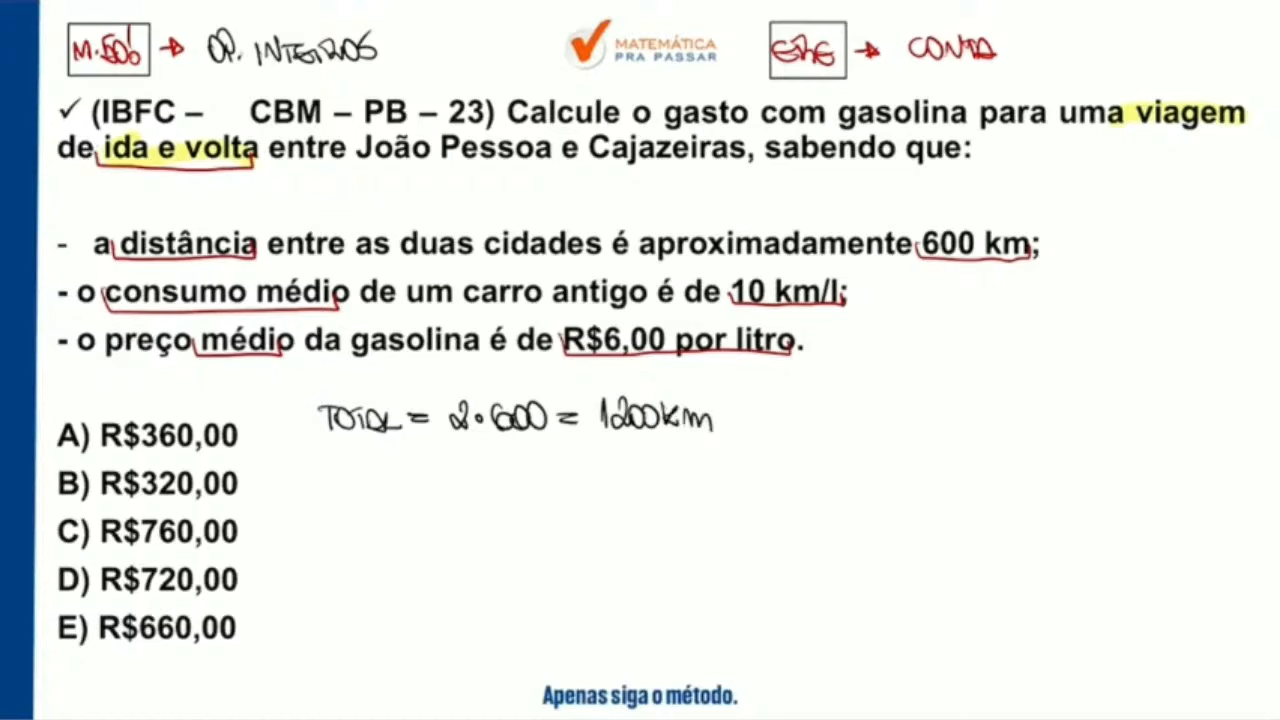 M.500 → OP. INTEIROS
MATEMÁTICA
PRA PASSAR
→ CONTA
✓ (IBFC – CBM – PB – 23) Calcule o gasto com gasolina para uma viagem
de ida e volta entre João Pessoa e Cajazeiras, sabendo que:
- a distância entre as duas cidades é aproximadamente 600 km;
- o consumo médio de um carro antigo é de 10 km/l;
- o preço médio da gasolina é de R$6,00 por litro.
TOTAL = 2•600 = 1200km
A) R$360,00
B) R$320,00
C) R$760,00
D) R$720,00
E) R$660,00
Apenas siga o método.